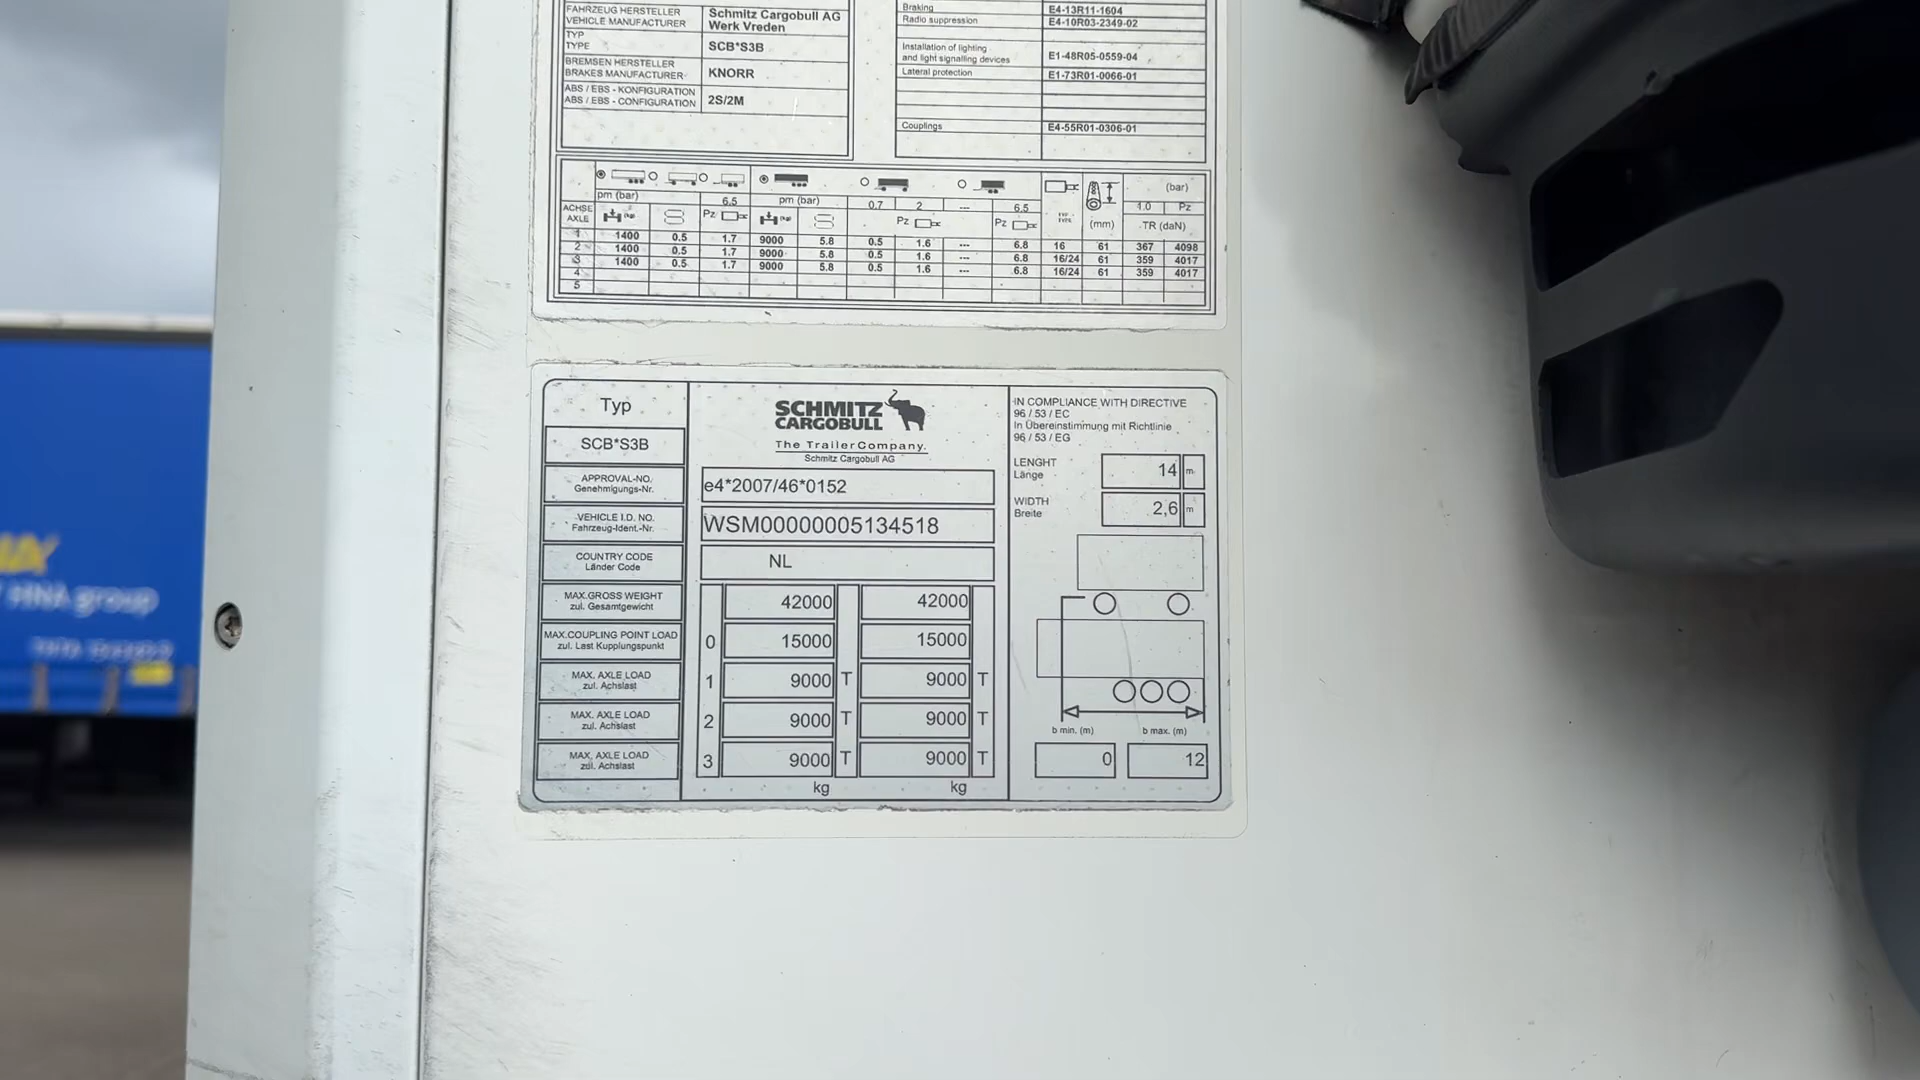 FAHRZEUG HERSTELLER
VEHICLE MANUFACTURER
Schmitz Cargobull AG
Werk Vreden
TYP
TYPE
SCB*S3B
BREMSEN HERSTELLER
BRAKES MANUFACTURER
KNORR
ABS / EBS - KONFIGURATION
ABS / EBS - CONFIGURATION
2S/2M
Braking E4-13R11-1604
Radio suppression E4-10R03-2349-02
Installation of lighting
and light signalling devices E1-48R05-0559-04
Lateral protection E1-73R01-0066-01
Couplings E4-55R01-0306-01
pm (bar) 6.5 pm (bar) 0.7 2 --- 6.5 (bar)
1.0 Pz
ACHSE
AXLE
Pz Pz Pz TYP TYPE (mm) TR (daN)
1 1400 0.5 1.7 9000 5.8 0.5 1.6 --- 6.8 16 61 367 4098
2 1400 0.5 1.7 9000 5.8 0.5 1.6 --- 6.8 16/24 61 359 4017
3 1400 0.5 1.7 9000 5.8 0.5 1.6 --- 6.8 16/24 61 359 4017
4
5
Typ
SCB*S3B
SCHMITZ
CARGOBULL
The Trailer Company.
Schmitz Cargobull AG
APPROVAL-NO.
Genehmigungs-Nr.
e4*2007/46*0152
VEHICLE I.D. NO.
Fahrzeug-Ident.-Nr.
WSM00000005134518
COUNTRY CODE
Länder Code
NL
MAX.GROSS WEIGHT
zul. Gesamtgewicht
42000 42000
MAX.COUPLING POINT LOAD
zul. Last Kupplungspunkt
0 15000 15000
MAX. AXLE LOAD
zul. Achslast
1 9000 T 9000 T
MAX. AXLE LOAD
zul. Achslast
2 9000 T 9000 T
MAX. AXLE LOAD
zul. Achslast
3 9000 T 9000 T
kg kg
IN COMPLIANCE WITH DIRECTIVE
96 / 53 / EC
In Übereinstimmung mit Richtlinie
96 / 53 / EG
LENGHT
Länge
14 m
WIDTH
Breite
2,6 m
b min. (m) b max. (m)
0 12
HNA group